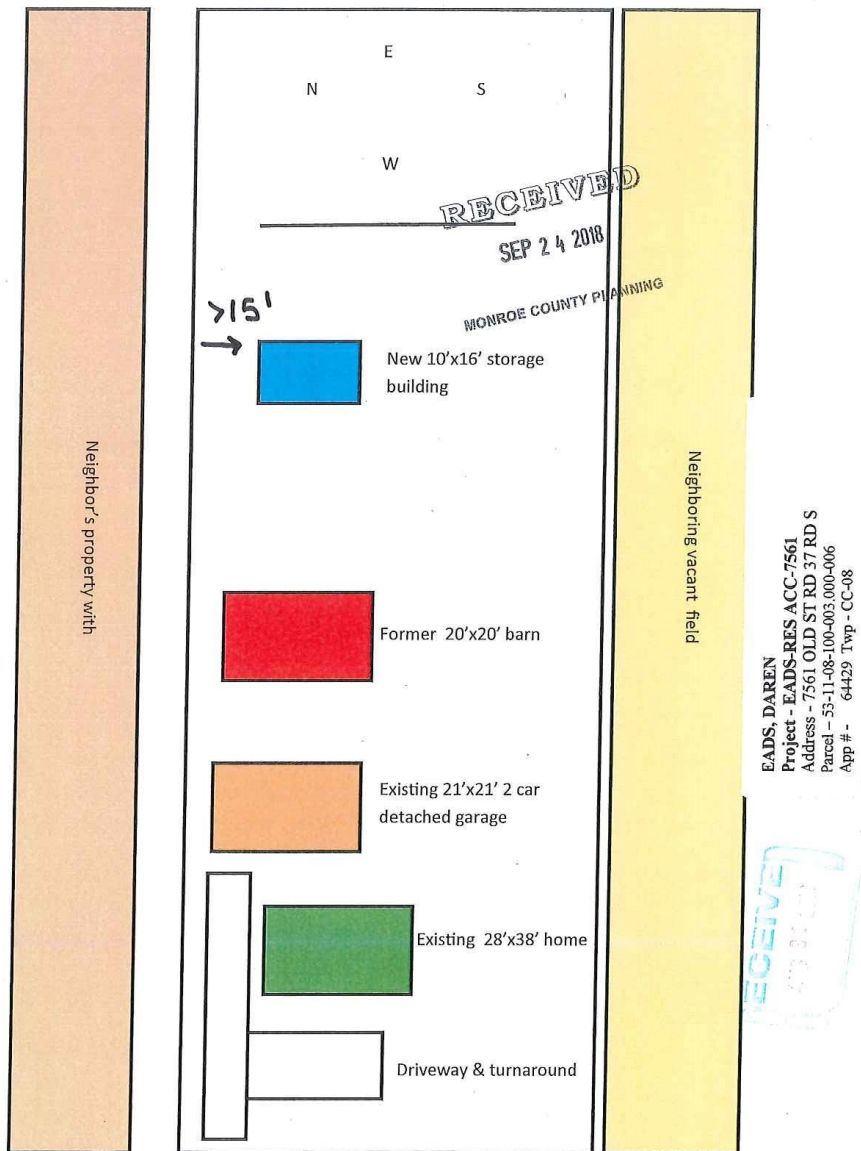 E
N S
W
RECEIVED
SEP 24 2018
MONROE COUNTY PLANNING
>15'
→
New 10'x16' storage
building
Neighbor's property with
Neighboring vacant field
Former 20'x20' barn
Existing 21'x21' 2 car
detached garage
Existing 28'x38' home
Driveway & turnaround
EADS, DAREN
Project - EADS-RES ACC-7561
Address - 7561 OLD ST RD 37 RD S
Parcel – 53-11-08-100-003.000-006
App # - 64429 Twp - CC-08
ECEIVE